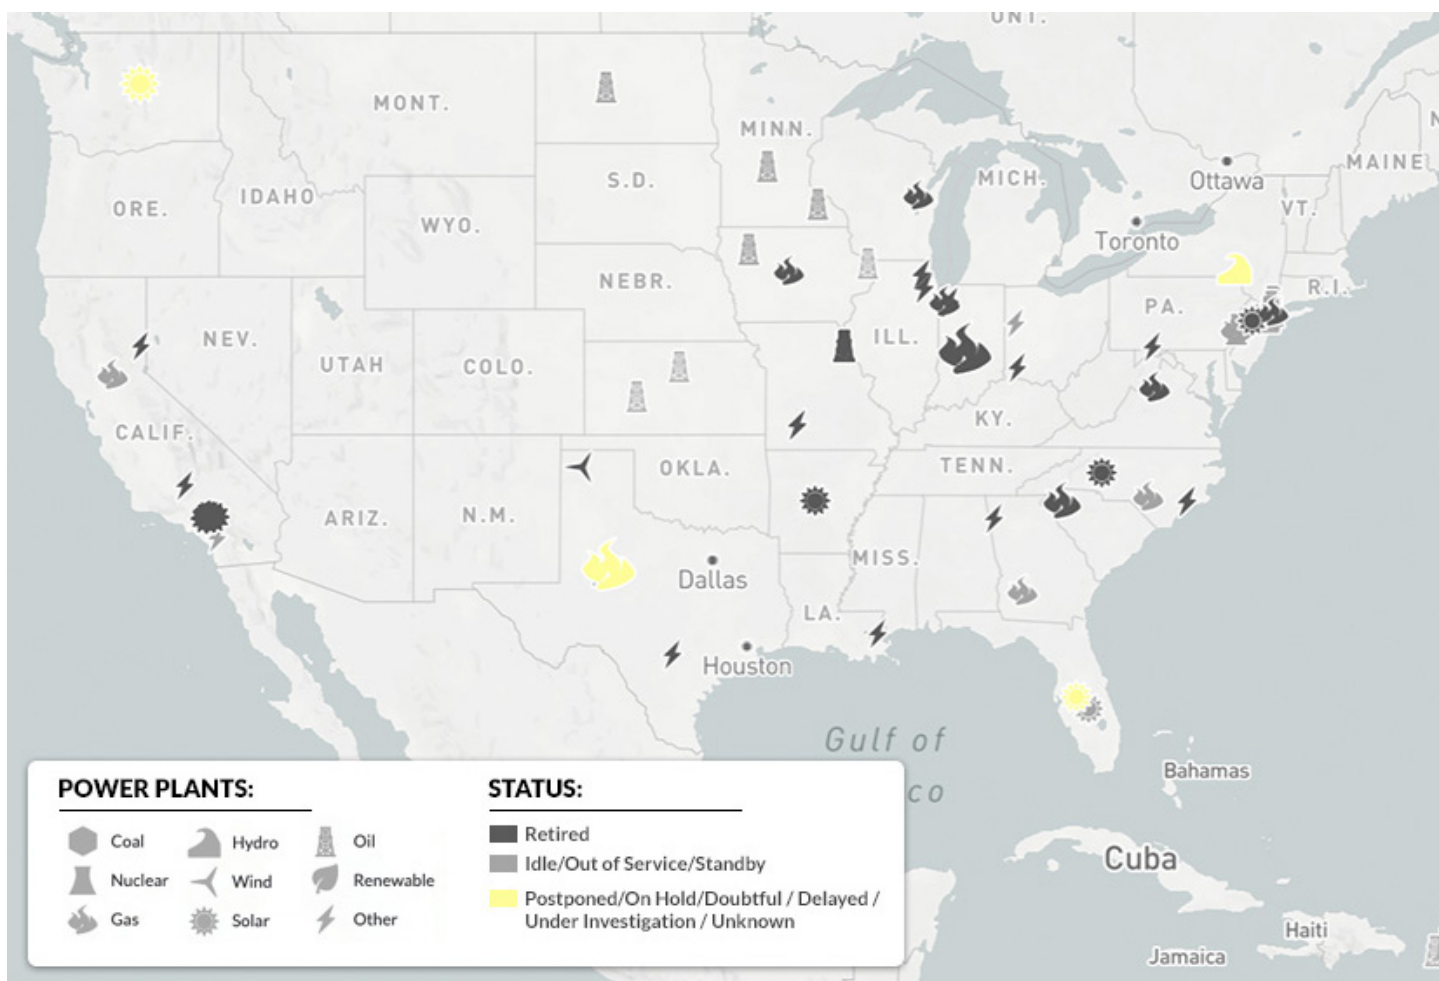 ONT.
MONT.
MINN.
MAINE
ORE.
IDAHO
WYO.
S.D.
MICH.
Ottawa
VT.
Toronto
NEBR.
R.I.
NEV.
UTAH
COLO.
ILL.
PA.
CALIF.
KY.
ARIZ.
N.M.
OKLA.
TENN.
Dallas
MISS.
LA.
Houston
Gulf of
co
Bahamas
Cuba
Haiti
Jamaica
N
POWER PLANTS:
Coal
Hydro
Oil
Nuclear
Wind
Renewable
Gas
Solar
Other
STATUS:
Retired
Idle/Out of Service/Standby
Postponed/On Hold/Doubtful / Delayed /
Under Investigation / Unknown